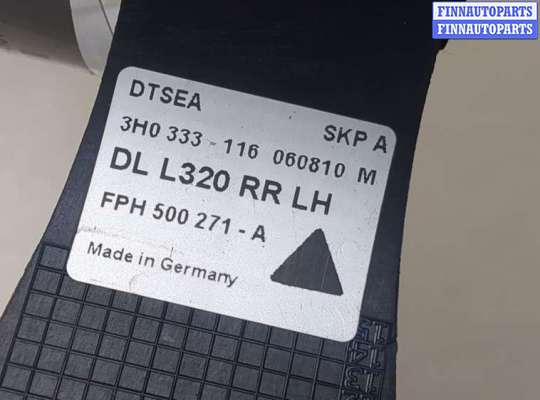 FINNAUTOPARTS
FINNAUTOPARTS
DTSEA SKP A
3H0 333 - 116 060810 M
DL L320 RR LH
FPH 500 271 - A
Made in Germany